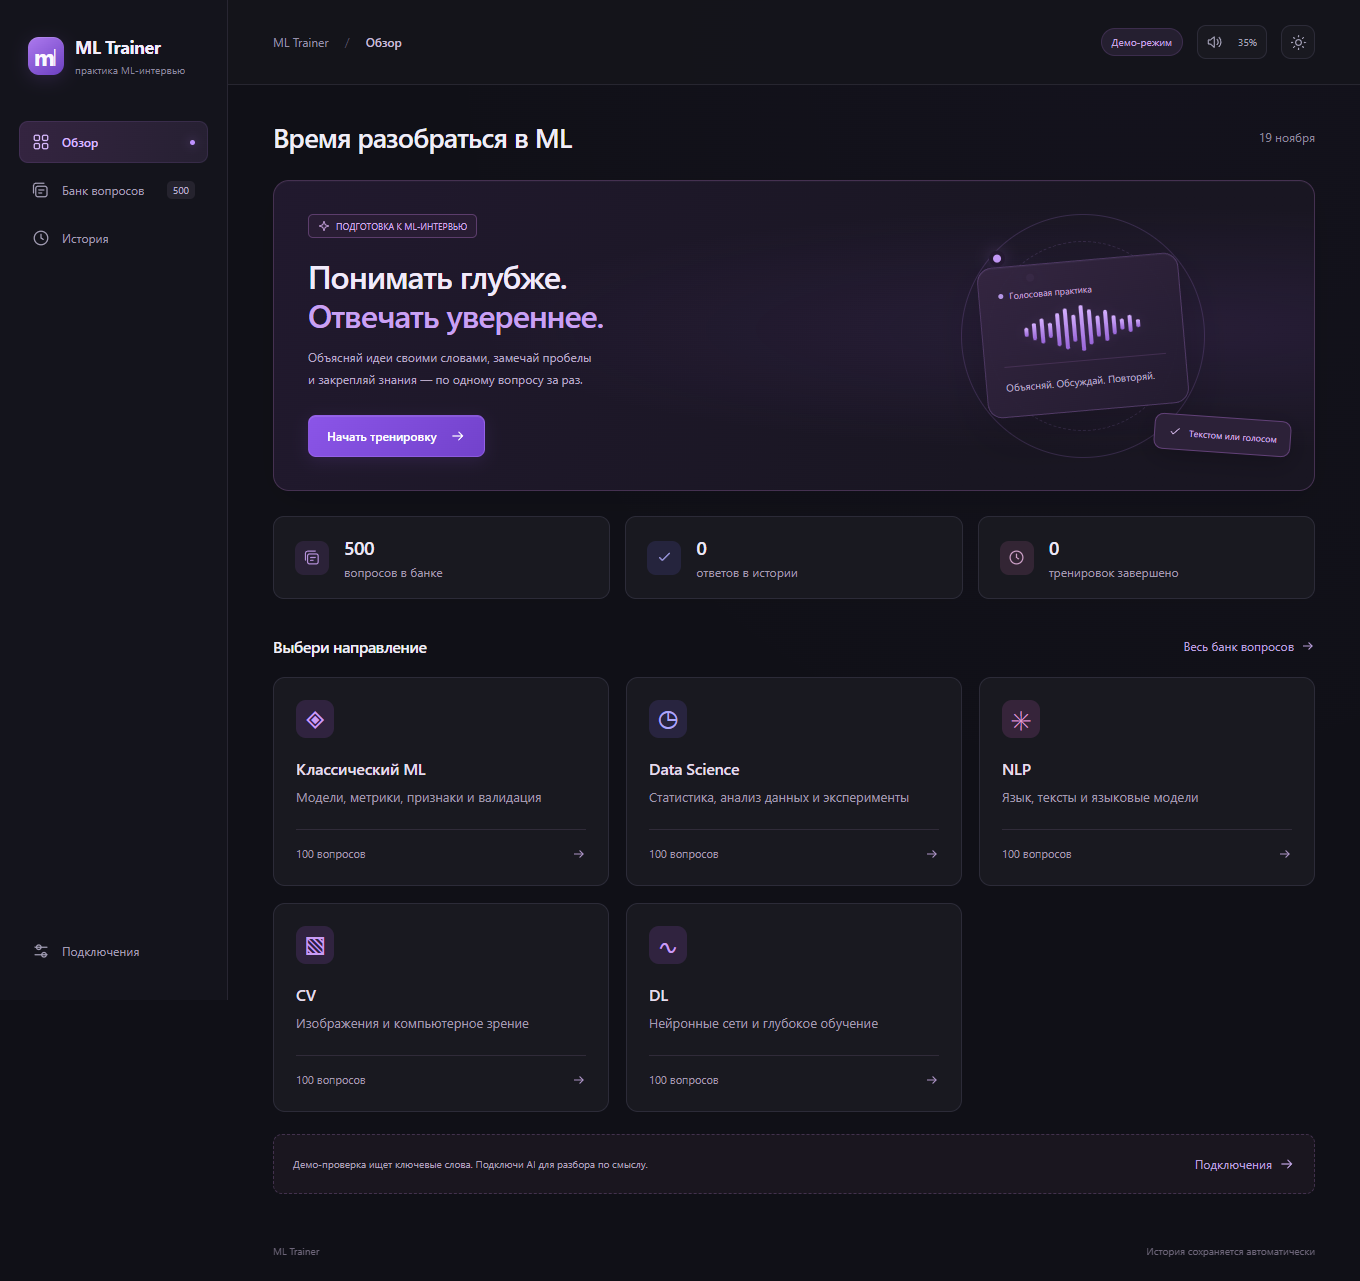 ml
ML Trainer
практика ML-интервью
Обзор
Банк вопросов 500
История
Подключения
ML Trainer / Обзор
Демо-режим
35%
Время разобраться в ML
19 ноября
ПОДГОТОВКА К ML-ИНТЕРВЬЮ
Понимать глубже.
Отвечать увереннее.
Объясняй идеи своими словами, замечай пробелы
и закрепляй знания — по одному вопросу за раз.
Начать тренировку
Голосовая практика
Объясняй. Обсуждай. Повторяй.
Текстом или голосом
500
вопросов в банке
0
ответов в истории
0
тренировок завершено
Выбери направление
Весь банк вопросов
Классический ML
Модели, метрики, признаки и валидация
100 вопросов
Data Science
Статистика, анализ данных и эксперименты
100 вопросов
NLP
Язык, тексты и языковые модели
100 вопросов
CV
Изображения и компьютерное зрение
100 вопросов
DL
Нейронные сети и глубокое обучение
100 вопросов
Демо-проверка ищет ключевые слова. Подключи AI для разбора по смыслу.
Подключения
ML Trainer
История сохраняется автоматически